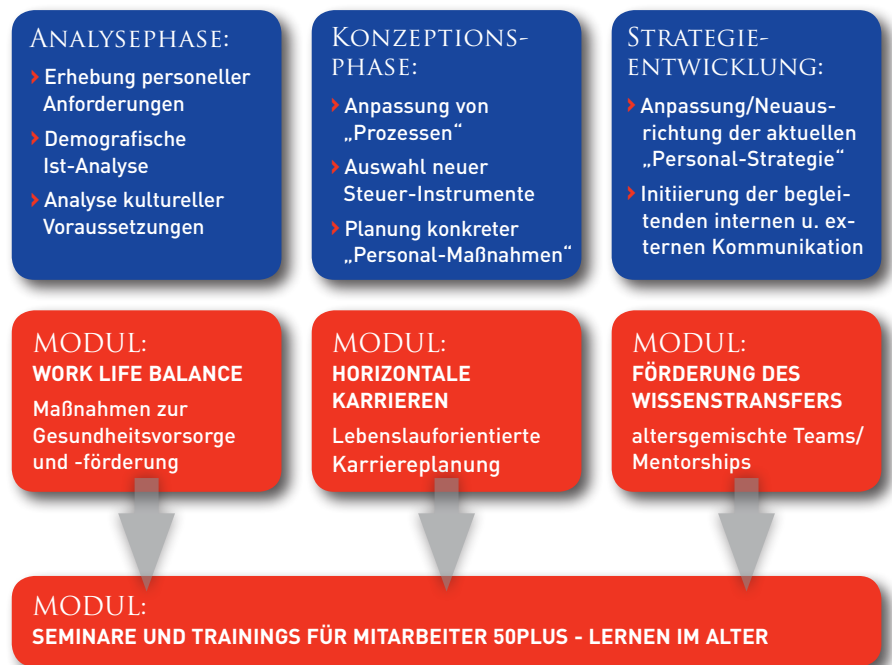 ANALYSEPHASE:
› Erhebung personeller
Anforderungen
› Demografische
Ist-Analyse
› Analyse kultureller
Voraussetzungen
KONZEPTIONS-
PHASE:
› Anpassung von
„Prozessen“
› Auswahl neuer
Steuer-Instrumente
› Planung konkreter
„Personal-Maßnahmen“
STRATEGIE-
ENTWICKLUNG:
› Anpassung/Neuaus-
richtung der aktuellen
„Personal-Strategie“
› Initiierung der beglei-
tenden internen u. ex-
ternen Kommunikation
MODUL:
WORK LIFE BALANCE
Maßnahmen zur
Gesundheitsvorsorge
und -förderung
MODUL:
HORIZONTALE
KARRIEREN
Lebenslauforientierte
Karriereplanung
MODUL:
FÖRDERUNG DES
WISSENSTRANSFERS
altersgemischte Teams/
Mentorships
MODUL:
SEMINARE UND TRAININGS FÜR MITARBEITER 50PLUS - LERNEN IM ALTER